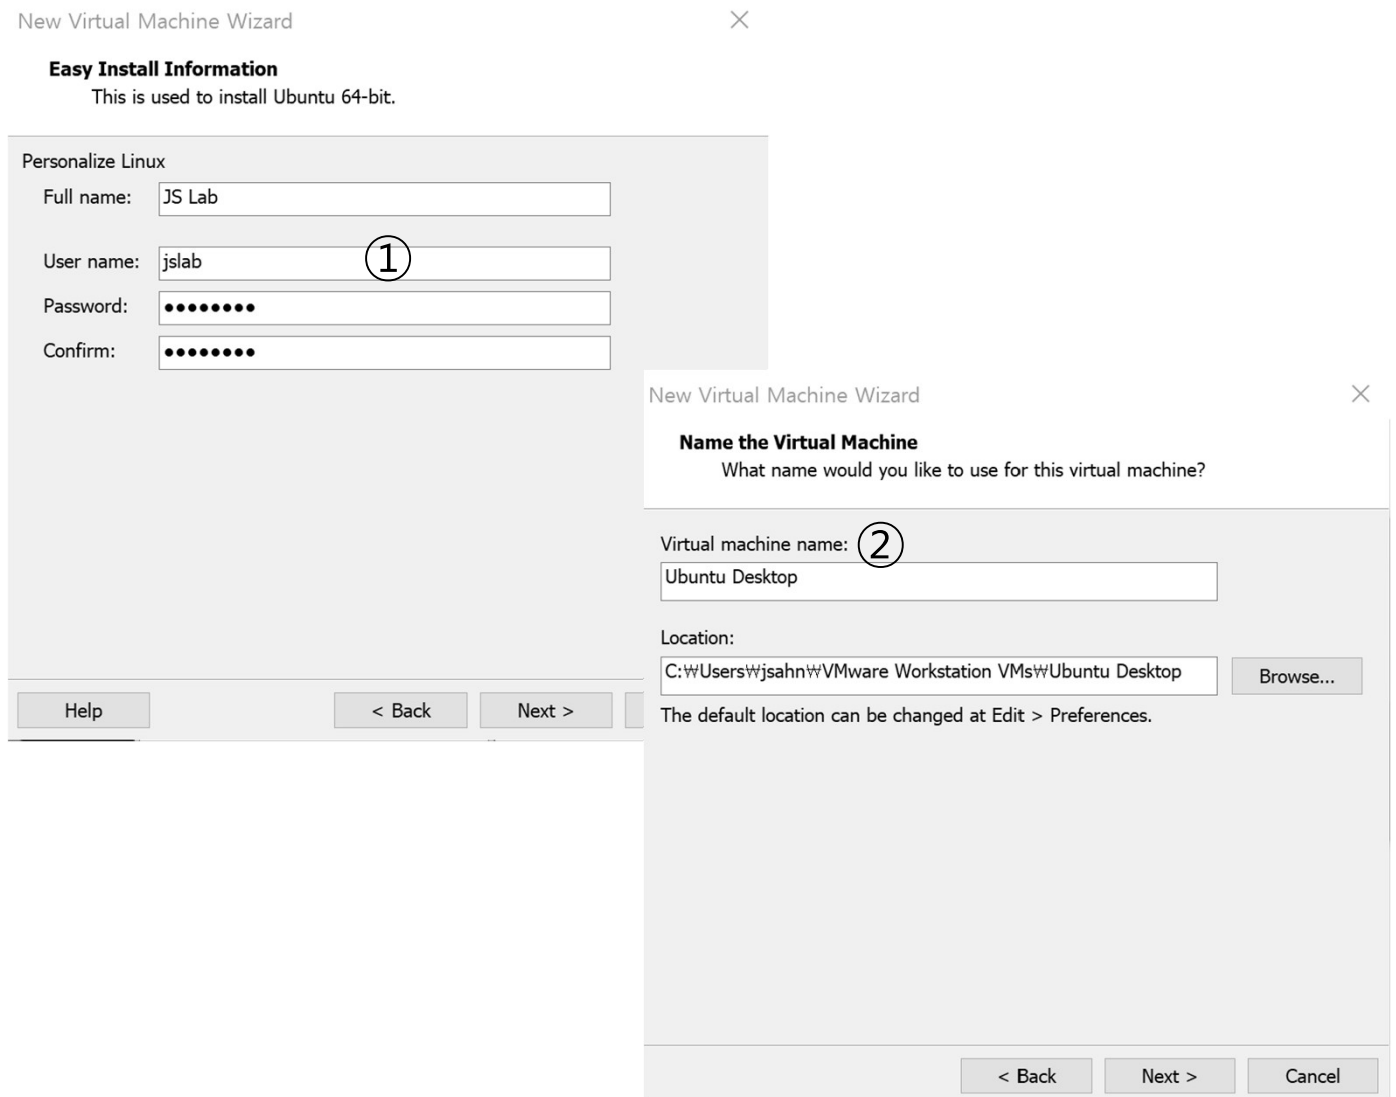 New Virtual Machine Wizard
Easy Install Information
This is used to install Ubuntu 64-bit.
Personalize Linux
Full name: JS Lab
User name: jslab ①
Password: ●●●●●●●●
Confirm: ●●●●●●●●
Help < Back Next >
New Virtual Machine Wizard
Name the Virtual Machine
What name would you like to use for this virtual machine?
Virtual machine name: ②
Ubuntu Desktop
Location:
C:₩Users₩jsahn₩VMware Workstation VMs₩Ubuntu Desktop Browse...
The default location can be changed at Edit > Preferences.
< Back Next > Cancel